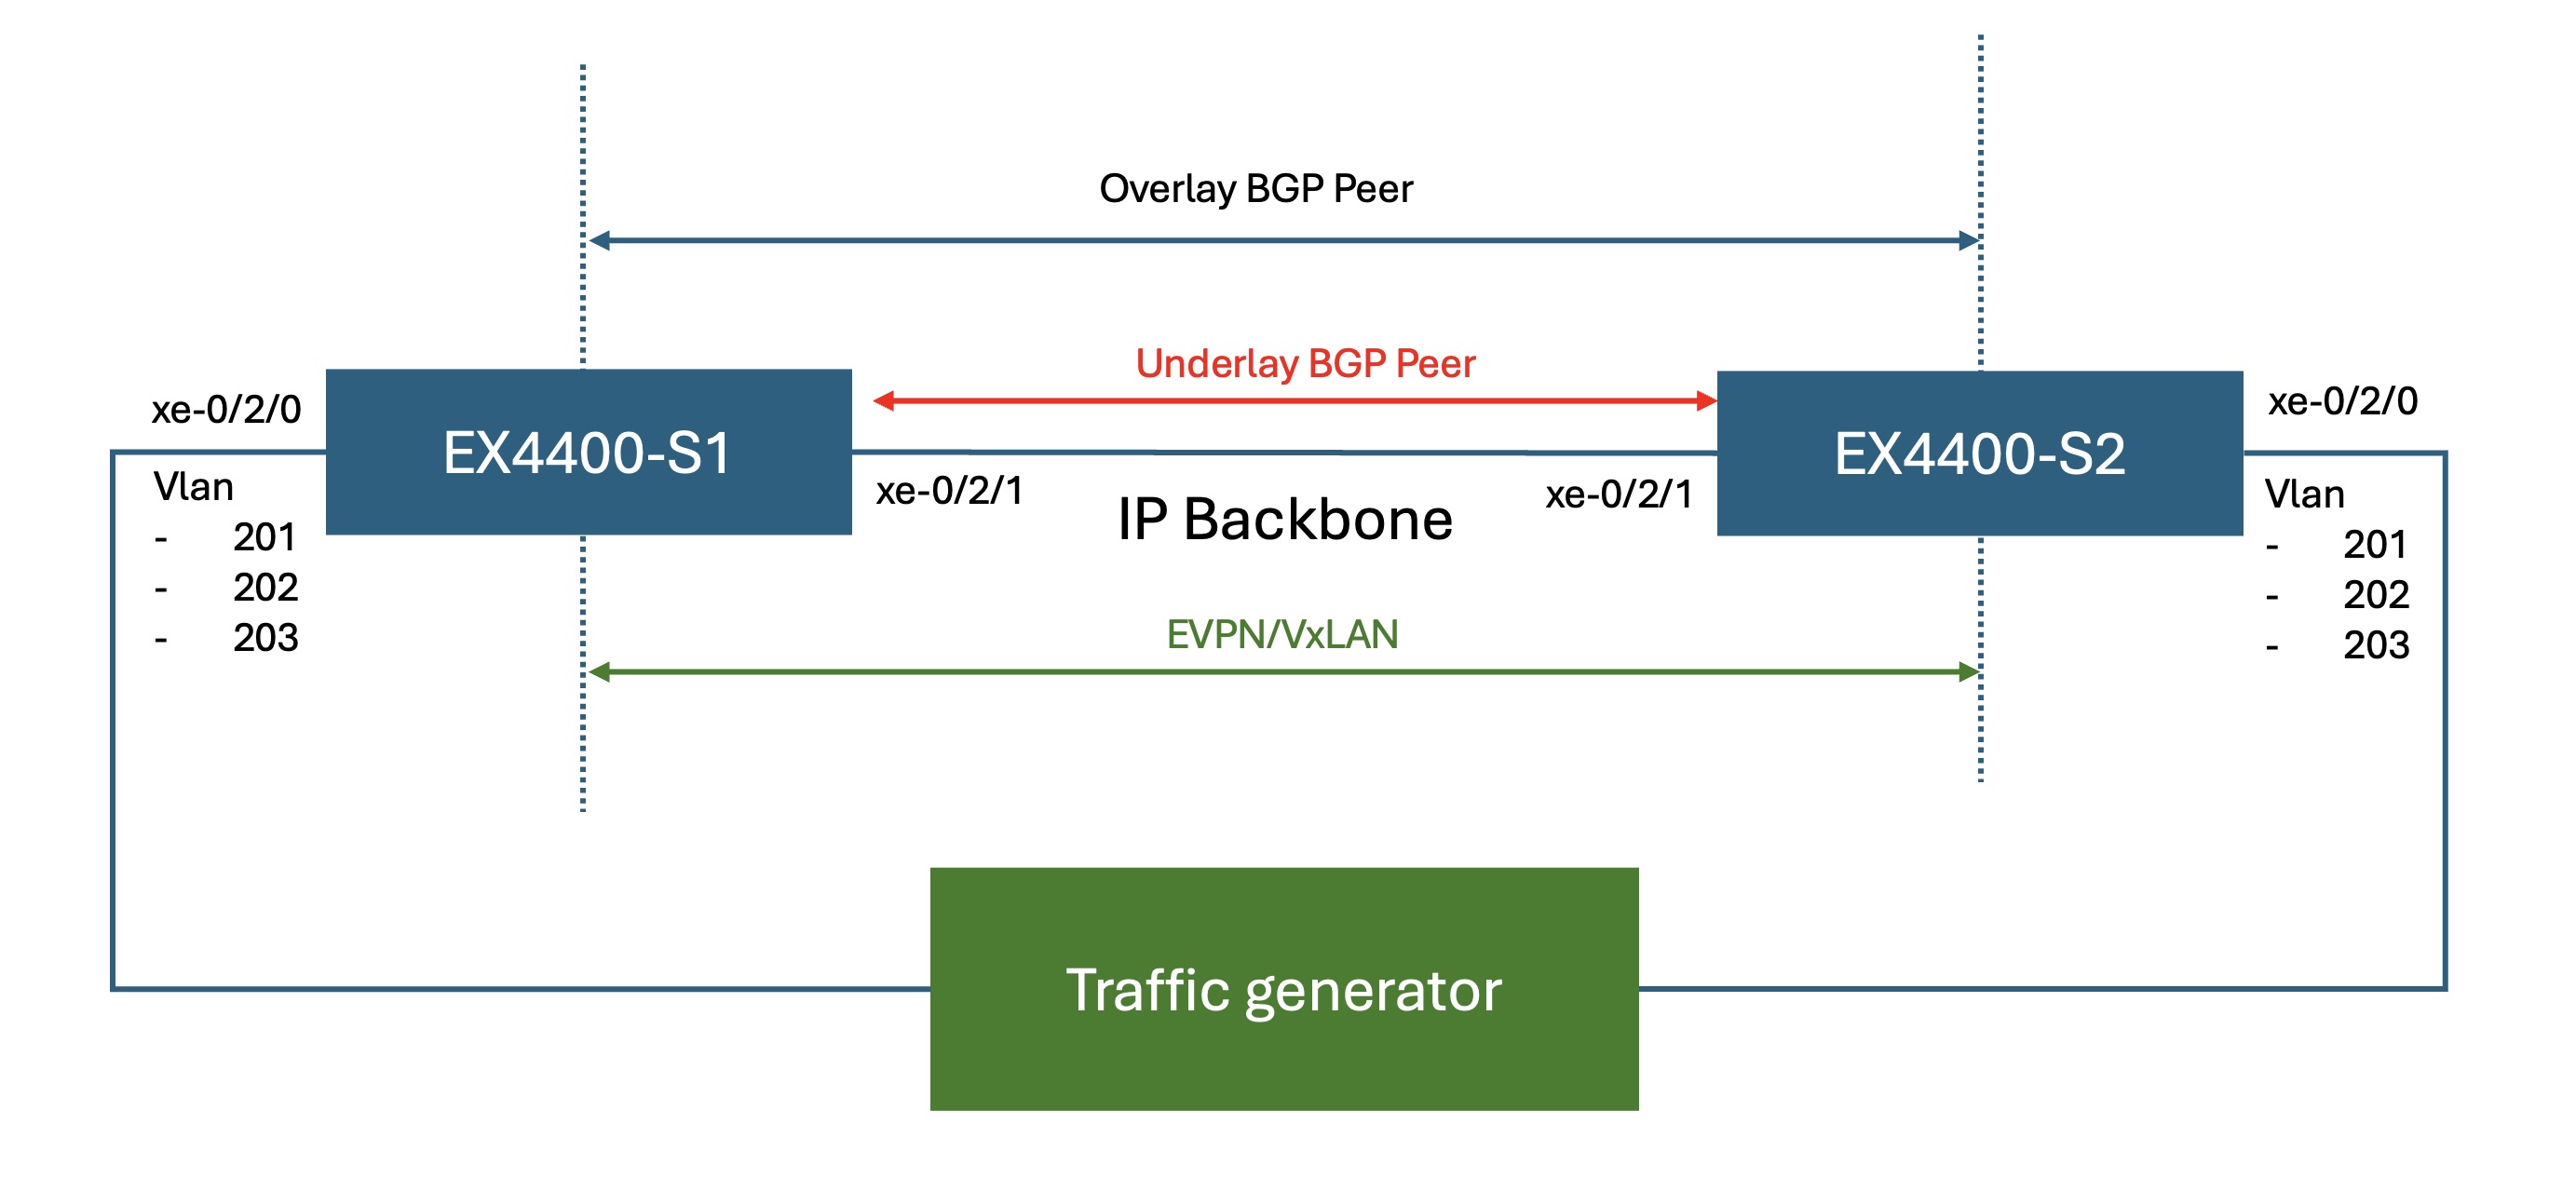 Overlay BGP Peer
Underlay BGP Peer
xe-0/2/0
EX4400-S1
EX4400-S2
xe-0/2/0
Vlan
- 201
- 202
- 203
xe-0/2/1
IP Backbone
xe-0/2/1
Vlan
- 201
- 202
- 203
EVPN/VxLAN
Traffic generator